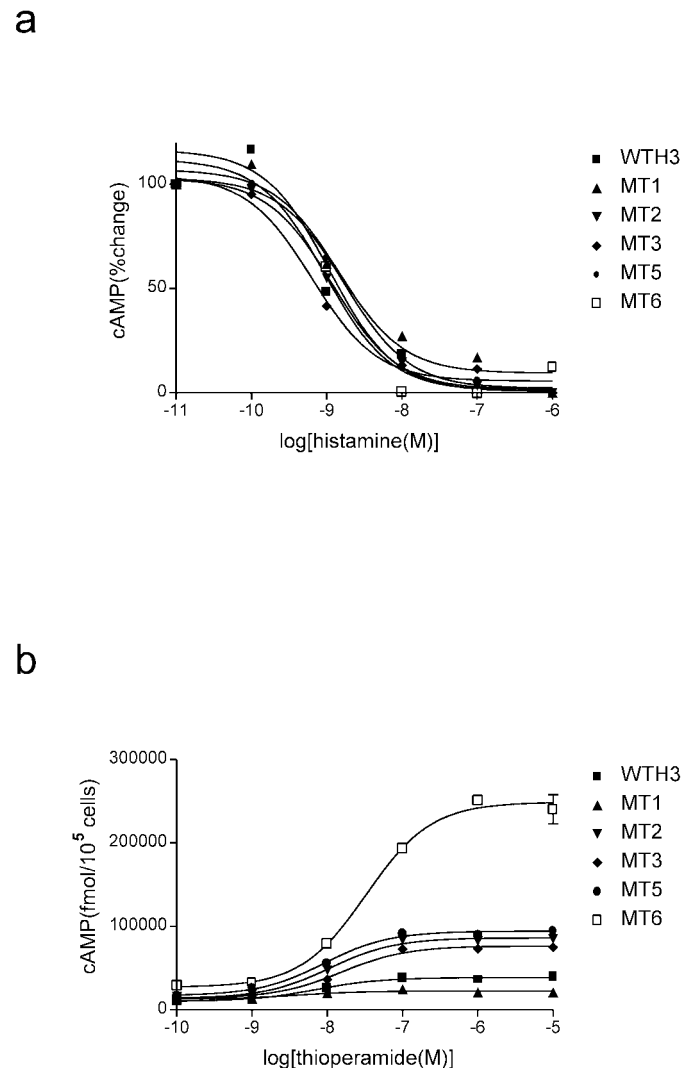 a
cAMP(%change)
100
50
0
-11 -10 -9 -8 -7 -6
log[histamine(M)]
WTH3
MT1
MT2
MT3
MT5
MT6
b
cAMP(fmol/10⁵ cells)
300000
200000
100000
0
-10 -9 -8 -7 -6 -5
log[thioperamide(M)]
WTH3
MT1
MT2
MT3
MT5
MT6